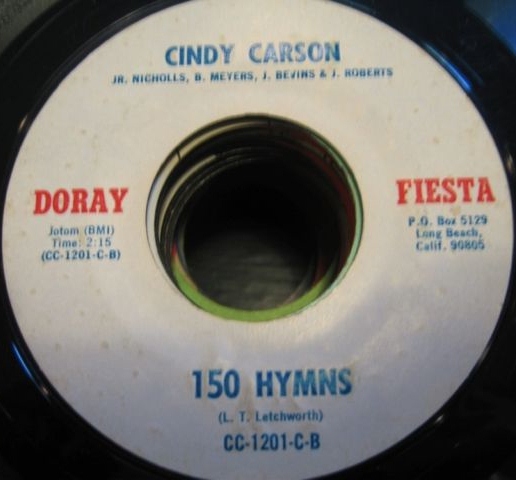 CINDY CARSON
JR. NICHOLLS, B. MEYERS, J. BEVINS & J. ROBERTS
DORAY
Jotom (BMI)
Time: 2:15
(CC-1201-C-B)
FIESTA
P.O. Box 5129
Long Beach,
Calif. 90805
150 HYMNS
(L. T. Letchworth)
CC-1201-C-B